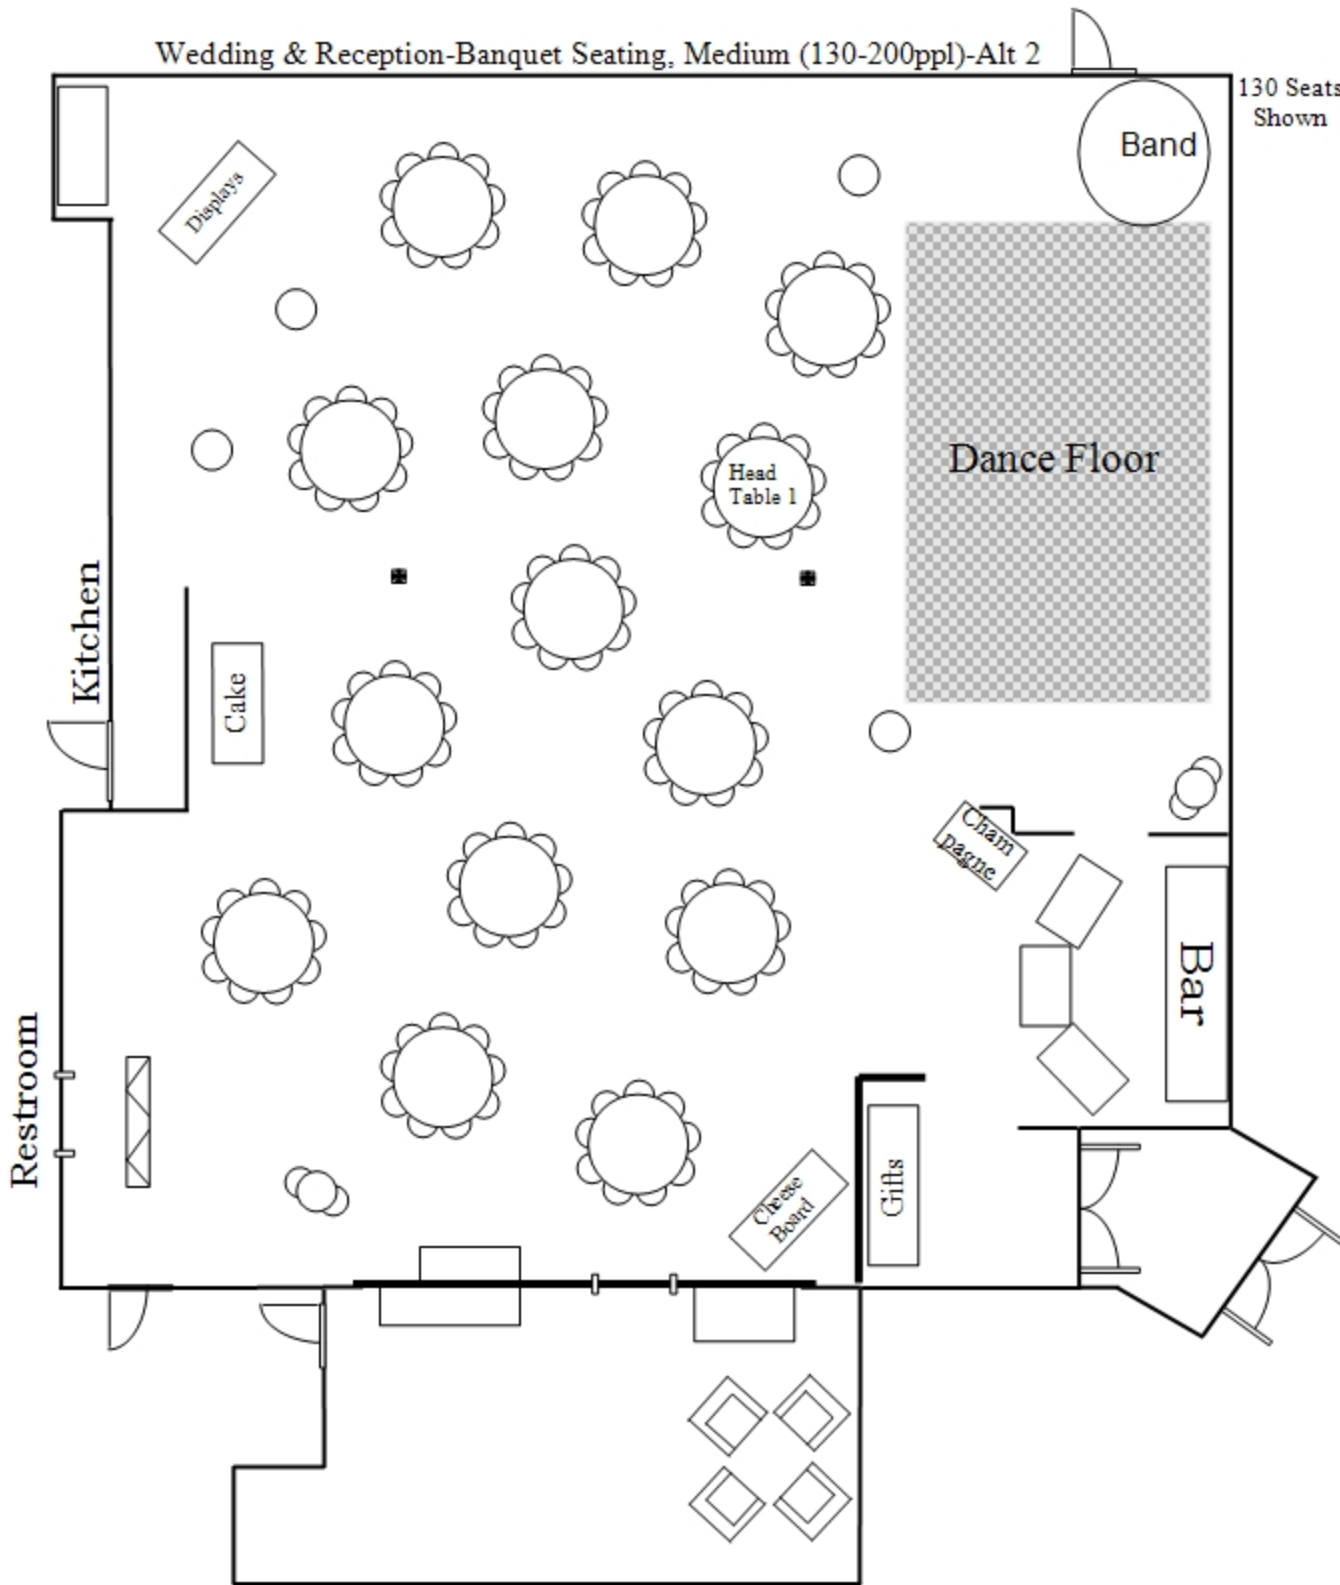 Wedding & Reception-Banquet Seating, Medium (130-200ppl)-Alt 2
130 Seats
Shown
Band
Displays
Dance Floor
Head
Table 1
Kitchen
Cake
Cham
pagne
Bar
Restroom
Gifts
Cheese
Board